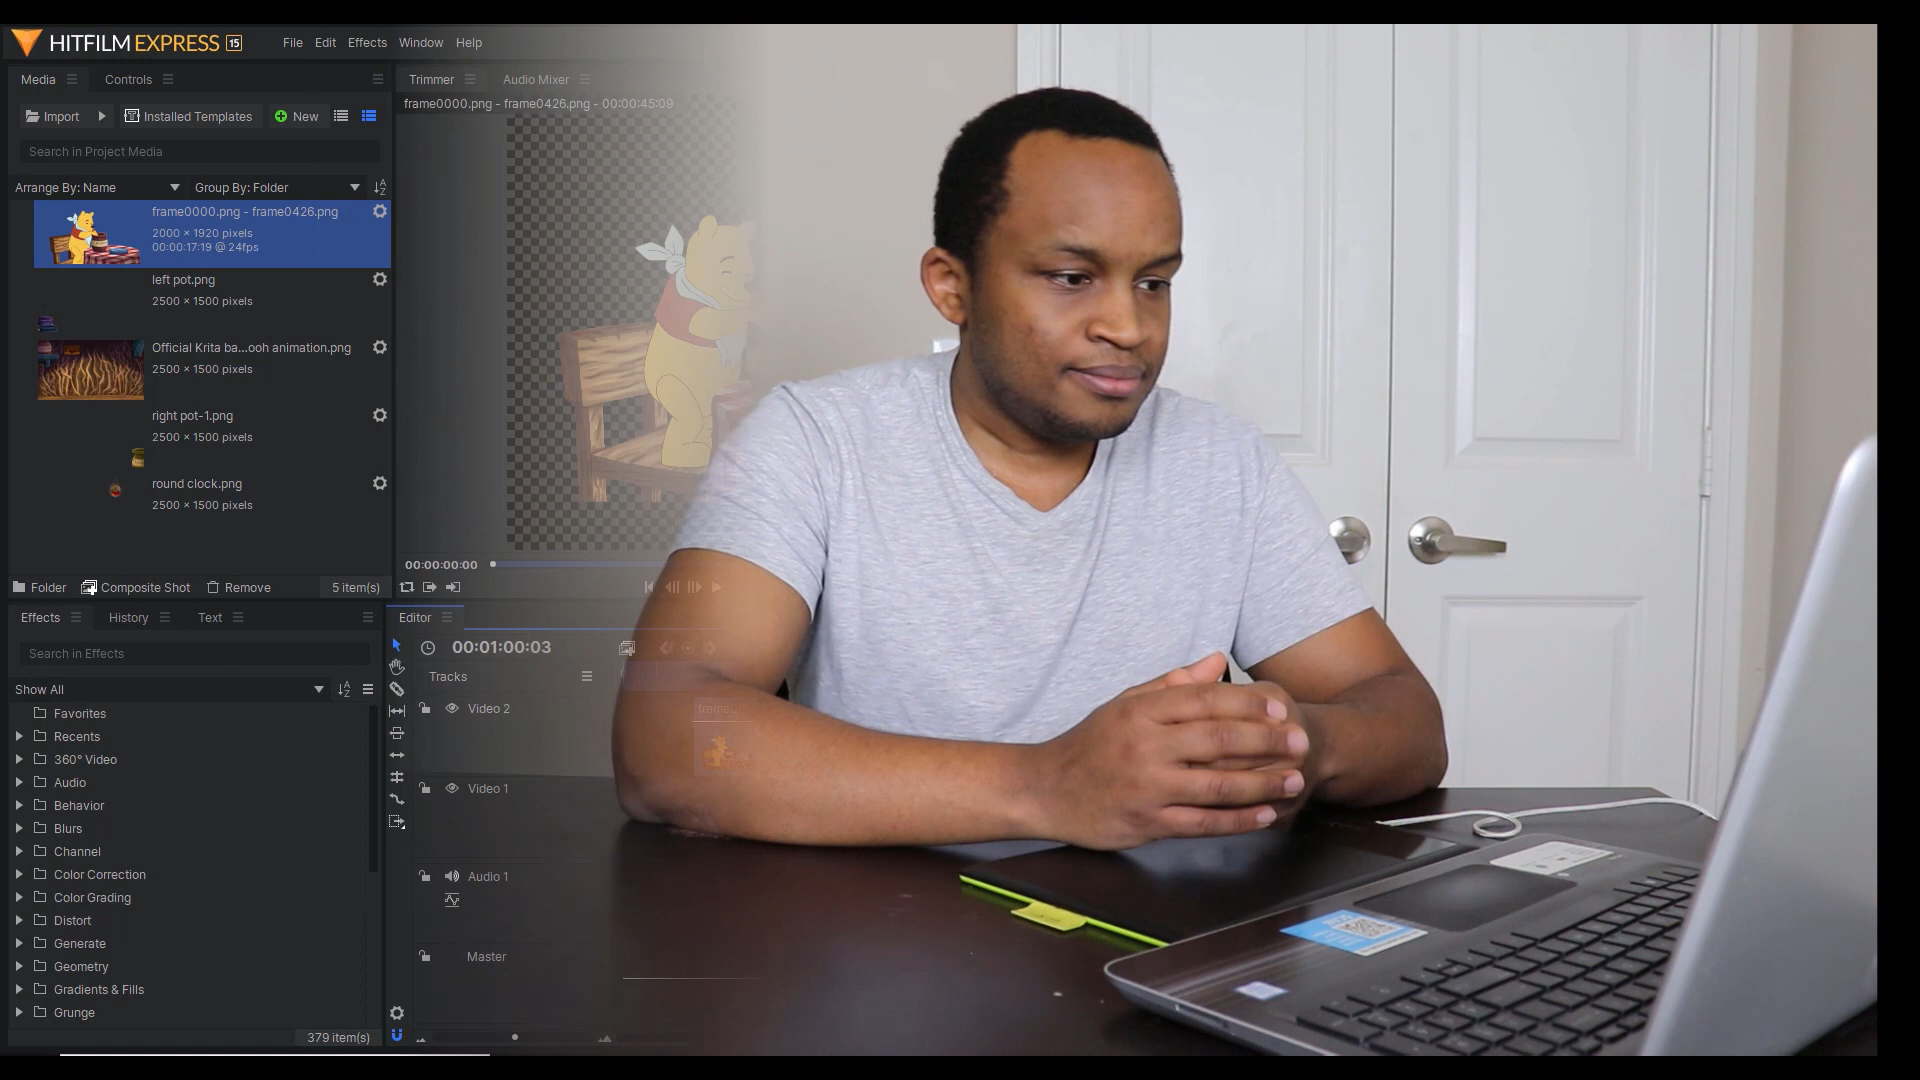 HITFILM EXPRESS 15
File Edit Effects Window Help
Media Controls
Trimmer Audio Mixer
frame0000.png - frame0426.png - 00:00:45:09
Import Installed Templates New
Search in Project Media
Arrange By: Name Group By: Folder
frame0000.png - frame0426.png
2000 × 1920 pixels
00:00:17:19 @ 24fps
left pot.png
2500 × 1500 pixels
Official Krita ba...ooh animation.png
2500 × 1500 pixels
right pot-1.png
2500 × 1500 pixels
round clock.png
2500 × 1500 pixels
00:00:00:00
Folder Composite Shot Remove 5 item(s)
Effects History Text
Search in Effects
Show All
Favorites
Recents
360° Video
Audio
Behavior
Blurs
Channel
Color Correction
Color Grading
Distort
Generate
Geometry
Gradients & Fills
Grunge
379 item(s)
Editor
00:01:00:03
Tracks
Video 2
Video 1
Audio 1
Master